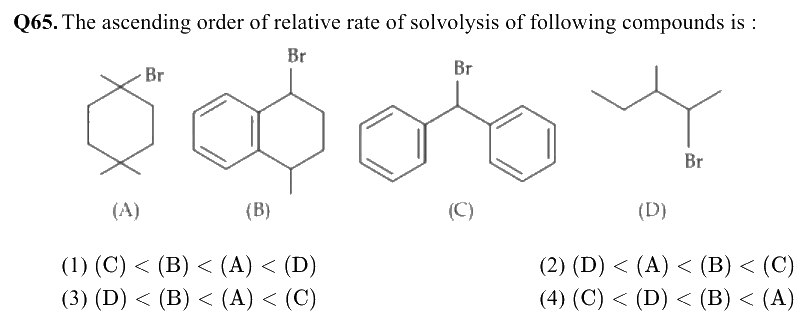 Q65. The ascending order of relative rate of solvolysis of following compounds is :
Br
Br
Br
Br
(A) (B) (C) (D)
(1) (C) < (B) < (A) < (D) (2) (D) < (A) < (B) < (C)
(3) (D) < (B) < (A) < (C) (4) (C) < (D) < (B) < (A)